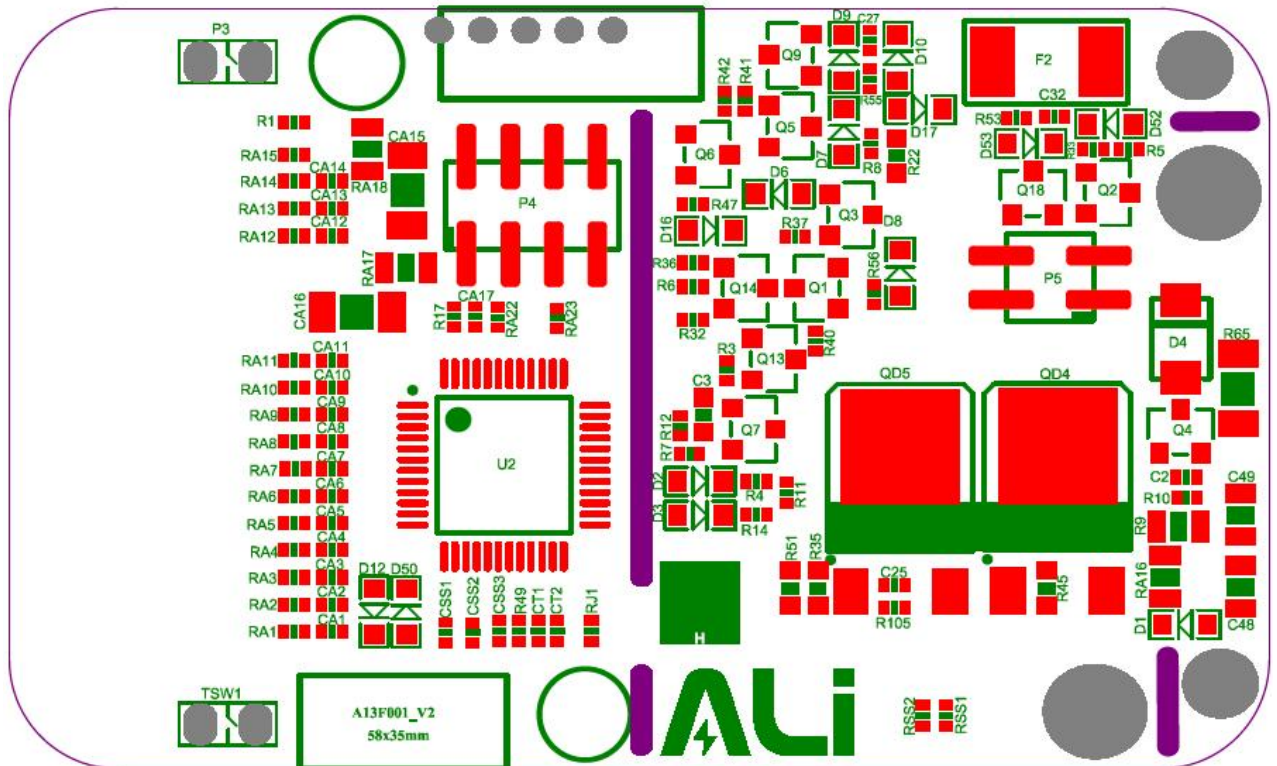 P3
D9
C27
D10
Q9
F2
R42
R41
R55
C32
R1
CA15
Q5
D17
R53
D52
RA15
CA14
Q6
D7
R8
R22
D53
R33
R5
RA14
RA18
CA13
D6
Q18
Q2
RA13
CA12
P4
R47
Q3
RA12
D16
R37
D8
RA17
R36
R56
P5
CA16
R6
Q14
Q1
R17
CA17
RA22
RA23
R32
R40
D4
R65
RA11
CA11
R3
Q13
RA10
CA10
QD5
QD4
RA9
CA9
C3
RA8
CA8
R12
Q7
Q4
RA7
CA7
U2
R7
RA6
CA6
D2
R4
R11
C2
C49
RA5
CA5
D3
R14
R10
RA4
CA4
R9
RA3
CA3
D12
D50
R51
R35
C25
R45
RA16
RA2
CA2
RA1
CA1
CSS1
CSS2
CSS3
R49
CT1
CT2
RJ1
R105
D1
C48
H
TSW1
ALi
A13F001_V2
58x35mm
RSS2
RSS1